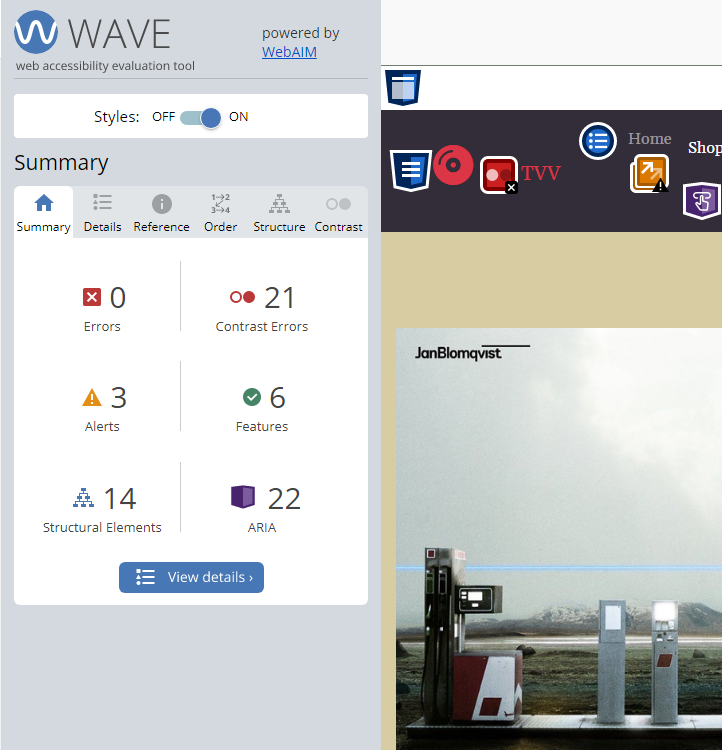 WAVE
web accessibility evaluation tool
powered by
WebAIM
Styles: OFF ON
Summary
Summary Details Reference Order Structure Contrast
0
Errors
21
Contrast Errors
3
Alerts
6
Features
14
Structural Elements
22
ARIA
View details ›
TVV
Home
Shop
JanBlomqvist